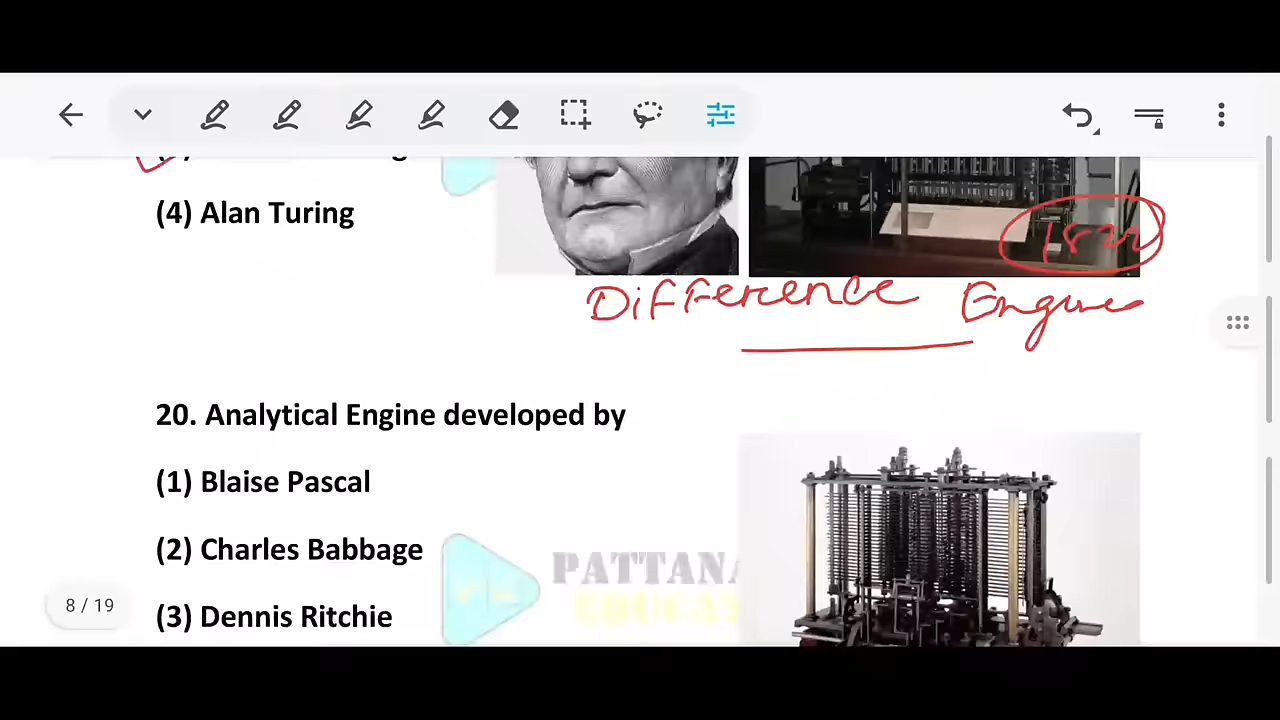 (4) Alan Turing
1822
Difference Engine
20. Analytical Engine developed by
(1) Blaise Pascal
(2) Charles Babbage
PATTANA
EDUCAT
(3) Dennis Ritchie
8 / 19